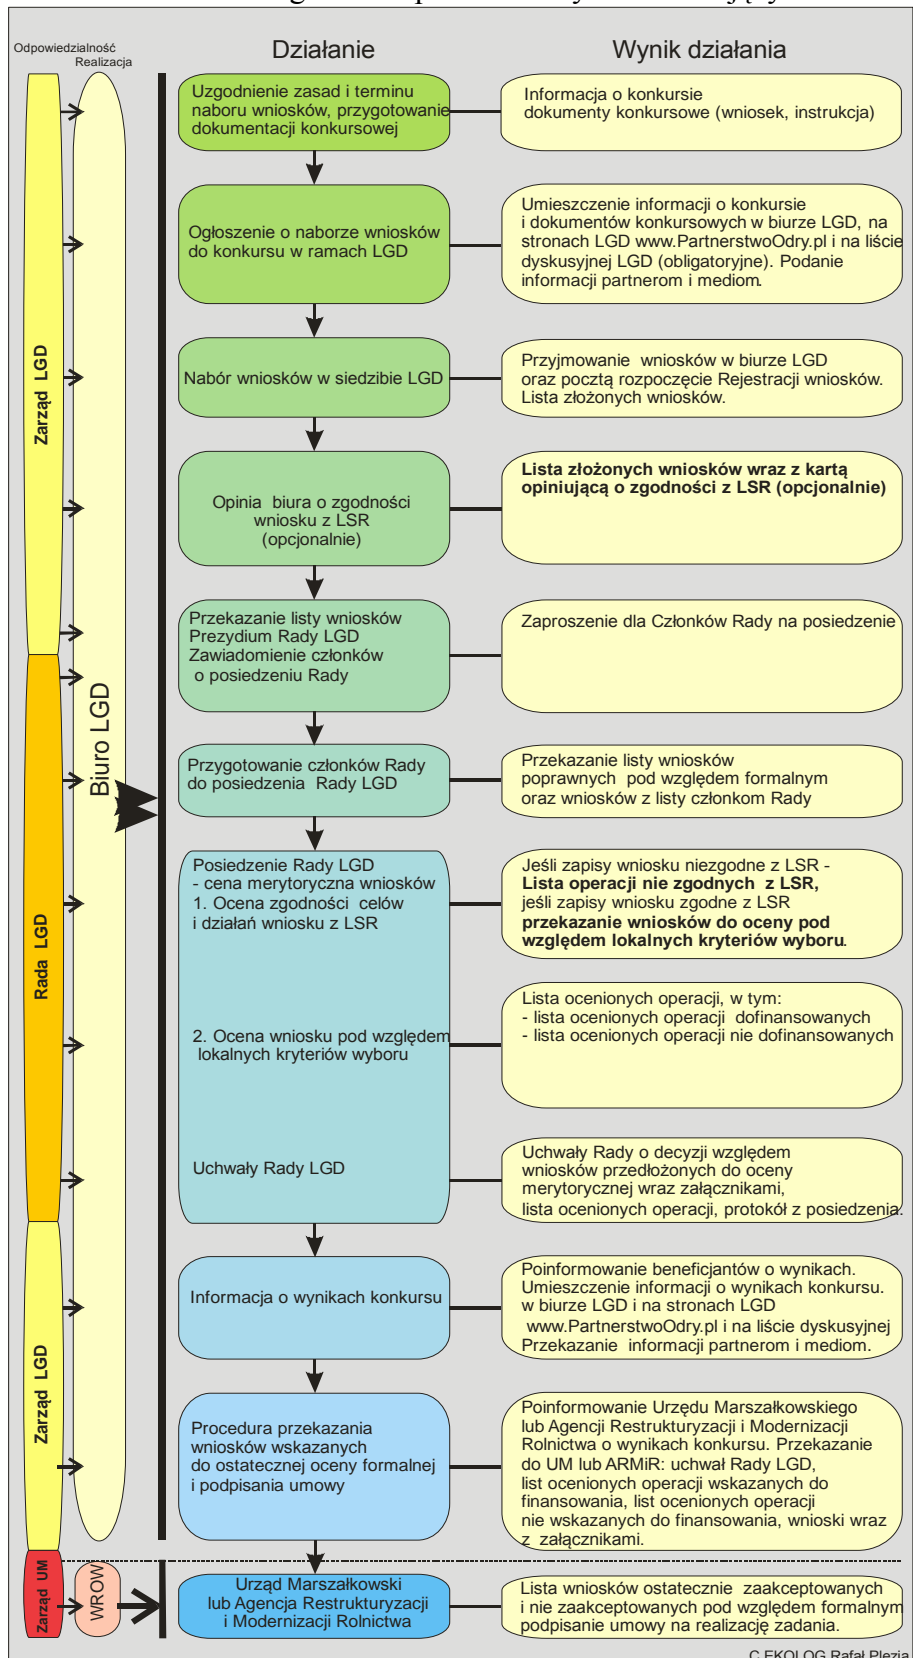 Odpowiedzialność
Realizacja
Działanie
Wynik działania
Uzgodnienie zasad i terminu
naboru wniosków, przygotowanie
dokumentacji konkursowej
Informacja o konkursie
dokumenty konkursowe (wniosek, instrukcja)
Ogłoszenie o naborze wniosków
do konkursu w ramach LGD
Umieszczenie informacji o konkursie
i dokumentów konkursowych w biurze LGD, na
stronach LGD www.PartnerstwoOdry.pl i na liście
dyskusyjnej LGD (obligatoryjne). Podanie
informacji partnerom i mediom.
Zarząd LGD
Nabór wniosków w siedzibie LGD
Przyjmowanie wniosków w biurze LGD
oraz pocztą rozpoczęcie Rejestracji wniosków.
Lista złożonych wniosków.
Opinia biura o zgodności
wniosku z LSR
(opcjonalnie)
Lista złożonych wniosków wraz z kartą
opiniującą o zgodności z LSR (opcjonalnie)
Przekazanie listy wniosków
Prezydium Rady LGD
Zawiadomienie członków
o posiedzeniu Rady
Zaproszenie dla Członków Rady na posiedzenie
Biuro LGD
Przygotowanie członków Rady
do posiedzenia Rady LGD
Przekazanie listy wniosków
poprawnych pod względem formalnym
oraz wniosków z listy członkom Rady
Rada LGD
Posiedzenie Rady LGD
- cena merytoryczna wniosków
1. Ocena zgodności celów
i działań wniosku z LSR
Jeśli zapisy wniosku niezgodne z LSR -
Lista operacji nie zgodnych z LSR,
jeśli zapisy wniosku zgodne z LSR
przekazanie wniosków do oceny pod
względem lokalnych kryteriów wyboru.
2. Ocena wniosku pod względem
lokalnych kryteriów wyboru
Lista ocenionych operacji, w tym:
- lista ocenionych operacji dofinansowanych
- lista ocenionych operacji nie dofinansowanych
Uchwały Rady LGD
Uchwały Rady o decyzji względem
wniosków przedłożonych do oceny
merytorycznej wraz załącznikami,
lista ocenionych operacji, protokół z posiedzenia.
Zarząd LGD
Informacja o wynikach konkursu
Poinformowanie beneficjantów o wynikach.
Umieszczenie informacji o wynikach konkursu.
w biurze LGD i na stronach LGD
www.PartnerstwoOdry.pl i na liście dyskusyjnej
Przekazanie informacji partnerom i mediom.
Procedura przekazania
wniosków wskazanych
do ostatecznej oceny formalnej
i podpisania umowy
Poinformowanie Urzędu Marszałkowskiego
lub Agencji Restrukturyzacji i Modernizacji
Rolnictwa o wynikach konkursu. Przekazanie
do UM lub ARMiR: uchwał Rady LGD,
list ocenionych operacji wskazanych do
finansowania, list ocenionych operacji
nie wskazanych do finansowania, wnioski wraz
z załącznikami.
Zarząd UM
WROW
Urząd Marszałkowski
lub Agencja Restrukturyzacji
i Modernizacji Rolnictwa
Lista wniosków ostatecznie zaakceptowanych
i nie zaakceptowanych pod względem formalnym
podpisanie umowy na realizację zadania.
C EKOLOG Rafał Plezia